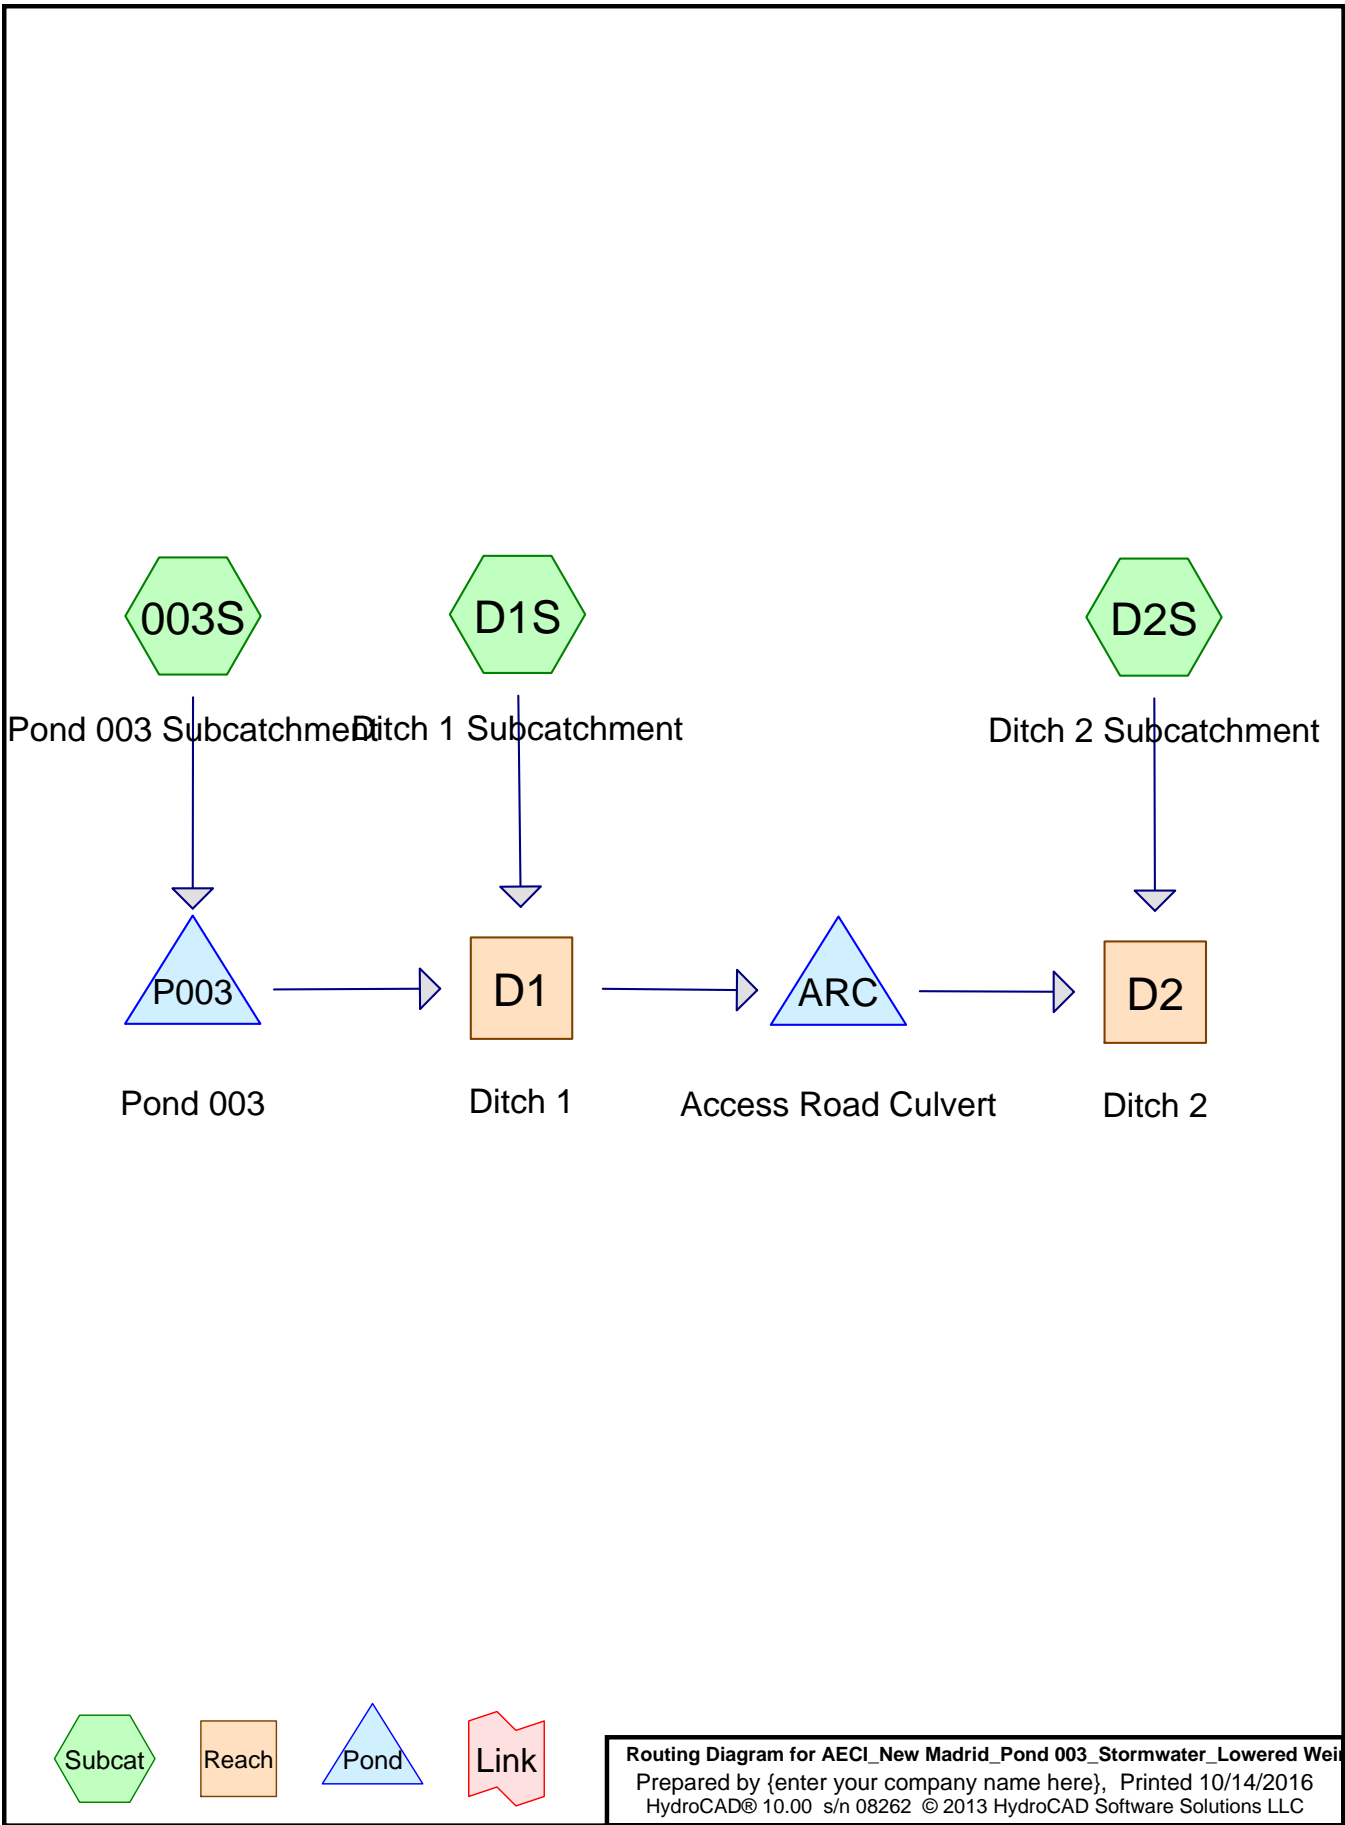 003S
D1S
D2S
Pond 003 Subcatchment
Ditch 1 Subcatchment
Ditch 2 Subcatchment
P003
D1
ARC
D2
Pond 003
Ditch 1
Access Road Culvert
Ditch 2
Subcat
Reach
Pond
Link
Routing Diagram for AECI_New Madrid_Pond 003_Stormwater_Lowered Weir
Prepared by {enter your company name here}, Printed 10/14/2016
HydroCAD® 10.00 s/n 08262 © 2013 HydroCAD Software Solutions LLC